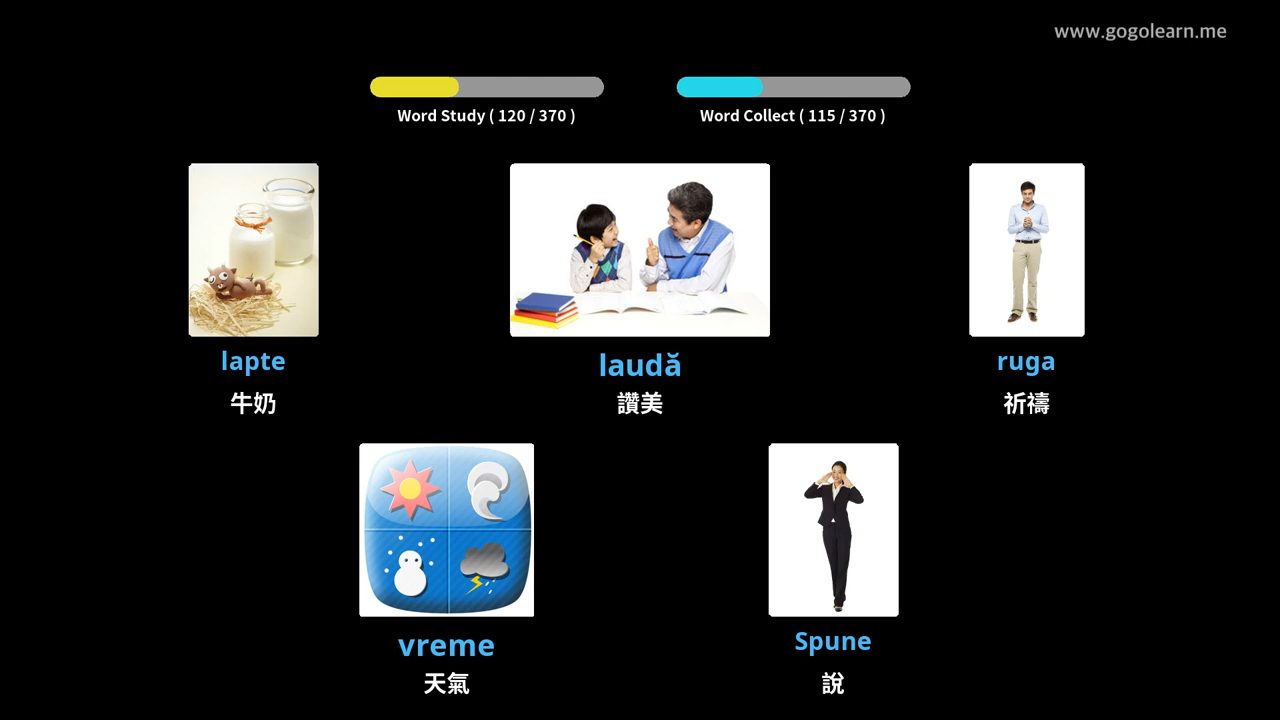 www.gogolearn.me
Word Study ( 120 / 370 )
Word Collect ( 115 / 370 )
lapte
laudă
ruga
牛奶
讚美
祈禱
vreme
Spune
天氣
說